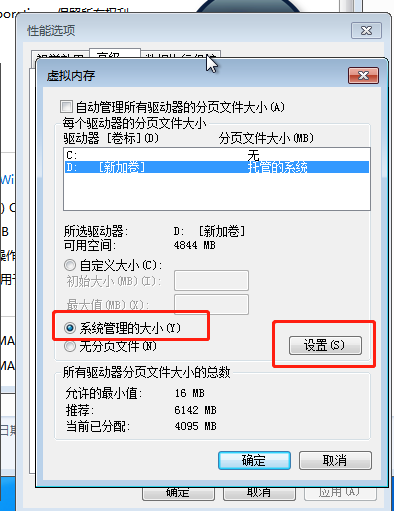 poration。保留所有权利。
性能选项
视觉效果 高级 数据执行保护
虚拟内存
自动管理所有驱动器的分页文件大小(A)
每个驱动器的分页文件大小
驱动器 [卷标](D) 分页文件大小(MB)
C: 无
D: [新加卷] 托管的系统
所选驱动器: D: [新加卷]
可用空间: 4844 MB
自定义大小(C):
初始大小(MB)(I):
最大值(MB)(X):
系统管理的大小(Y)
无分页文件(N)
设置(S)
所有驱动器分页文件大小的总数
允许的最小值: 16 MB
推荐: 6142 MB
当前已分配: 4095 MB
确定 取消
确定 取消 应用(A)